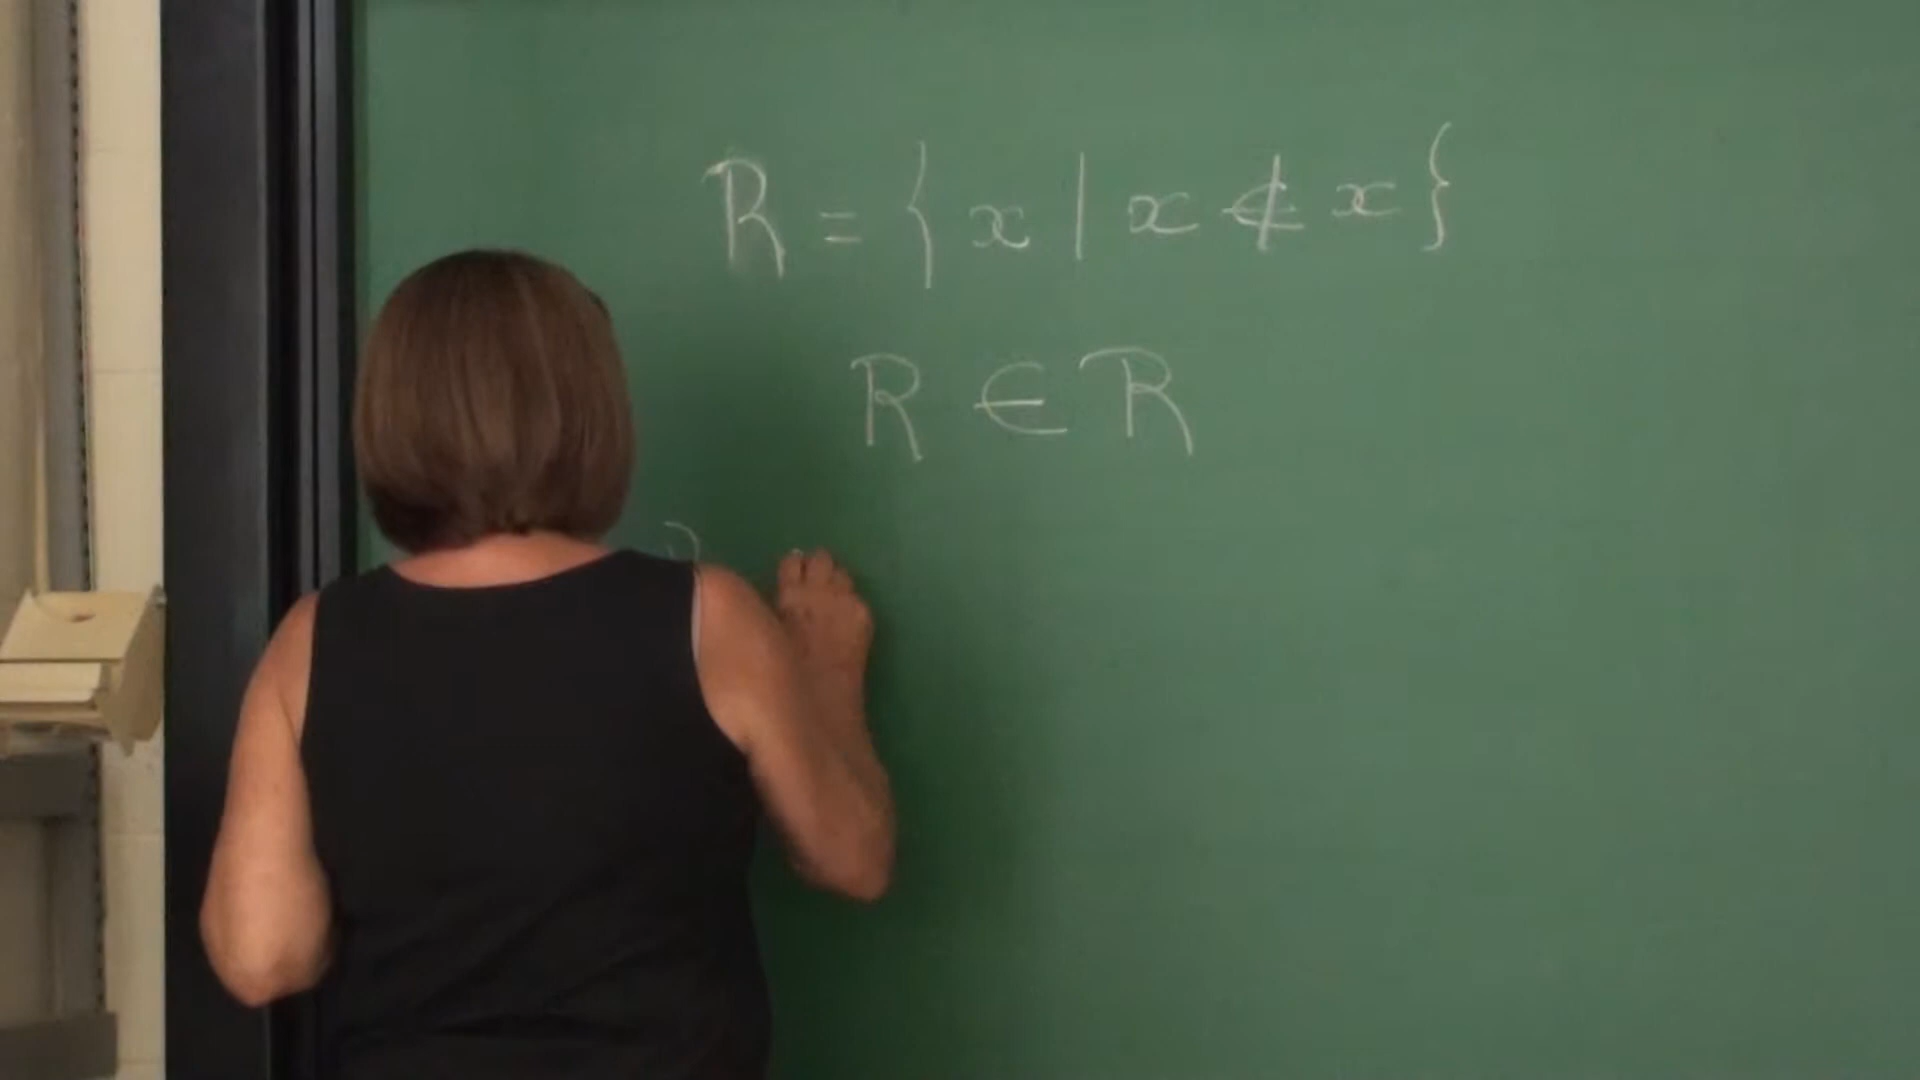 R = { x | x ∉ x }
R ∈ R